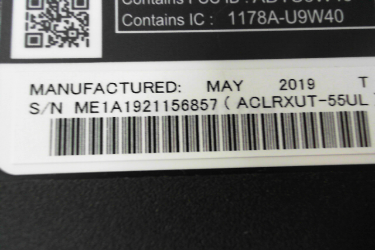 Contains IC : 1178A-U9W40
MANUFACTURED: MAY 2019 T
S/N ME1A1921156857 ( ACLRXUT-55UL